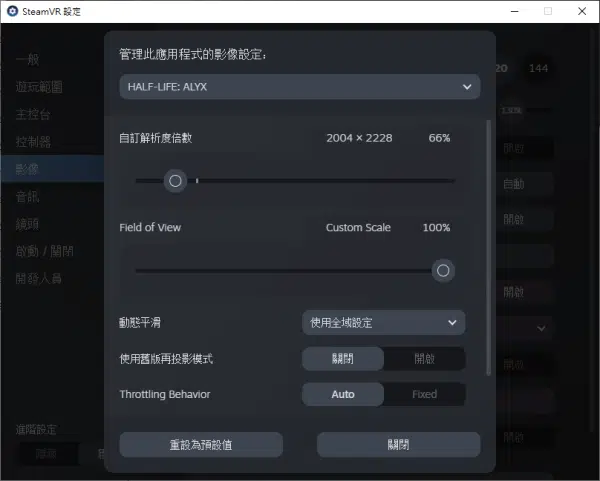 SteamVR 設定
管理此應用程式的影像設定：
HALF-LIFE: ALYX
一般
遊玩範圍
主控台
控制器
影像
音訊
鏡頭
啟動 / 關閉
開發人員
進階設定
20 144
自訂解析度倍數 2004 × 2228 66%
開啟
自動
Field of View Custom Scale 100%
開啟
開啟
動態平滑 使用全域設定
使用舊版再投影模式 關閉 開啟
開啟
Throttling Behavior Auto Fixed
開啟
重設為預設值 關閉